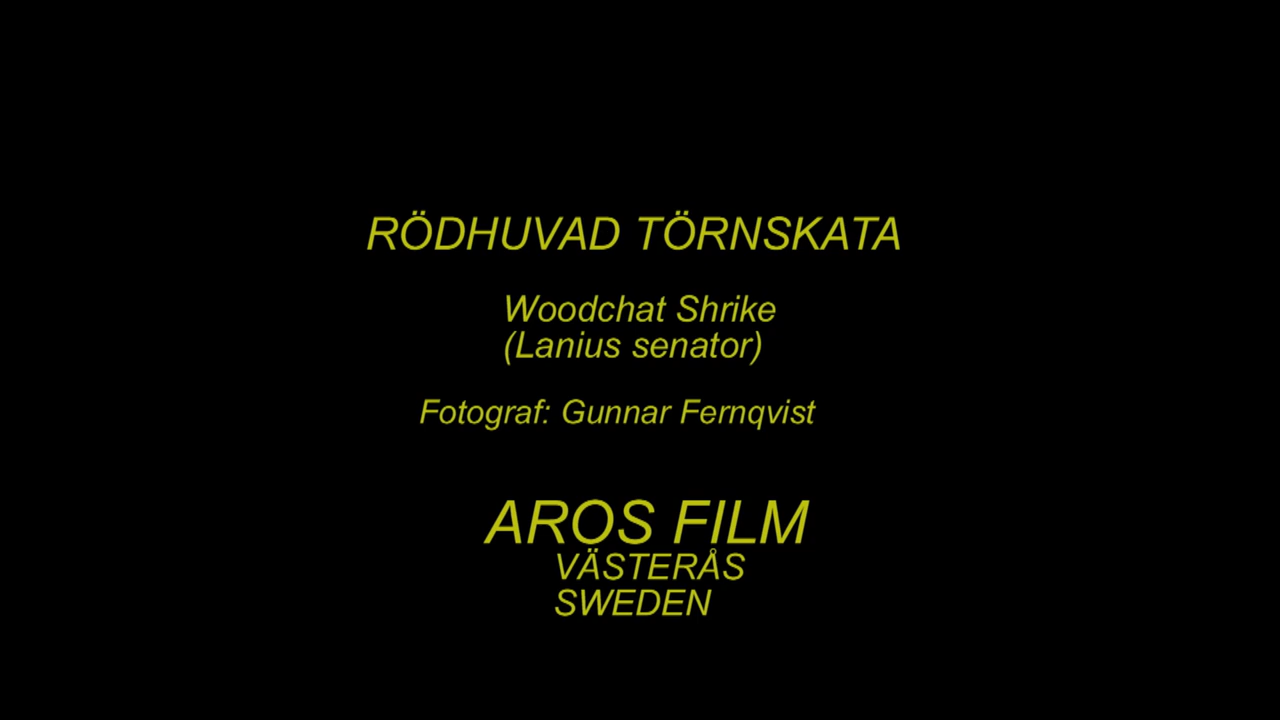 RÖDHUVAD TÖRNSKATA
Woodchat Shrike
(Lanius senator)
Fotograf: Gunnar Fernqvist
AROS FILM
VÄSTERÅS
SWEDEN